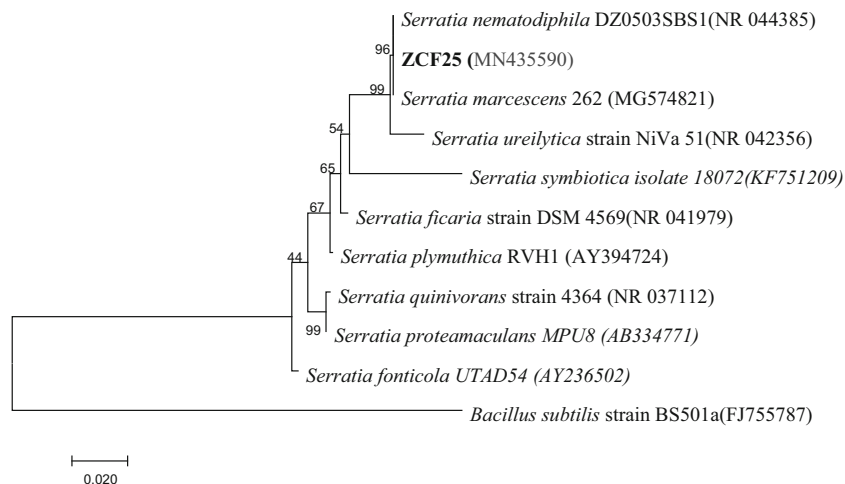 Serratia nematodiphila DZ0503SBS1(NR 044385)
96
ZCF25 (MN435590)
99
Serratia marcescens 262 (MG574821)
54
Serratia ureilytica strain NiVa 51(NR 042356)
65
Serratia symbiotica isolate 18072(KF751209)
67
Serratia ficaria strain DSM 4569(NR 041979)
44
Serratia plymuthica RVH1 (AY394724)
Serratia quinivorans strain 4364 (NR 037112)
99
Serratia proteamaculans MPU8 (AB334771)
Serratia fonticola UTAD54 (AY236502)
Bacillus subtilis strain BS501a(FJ755787)
0.020